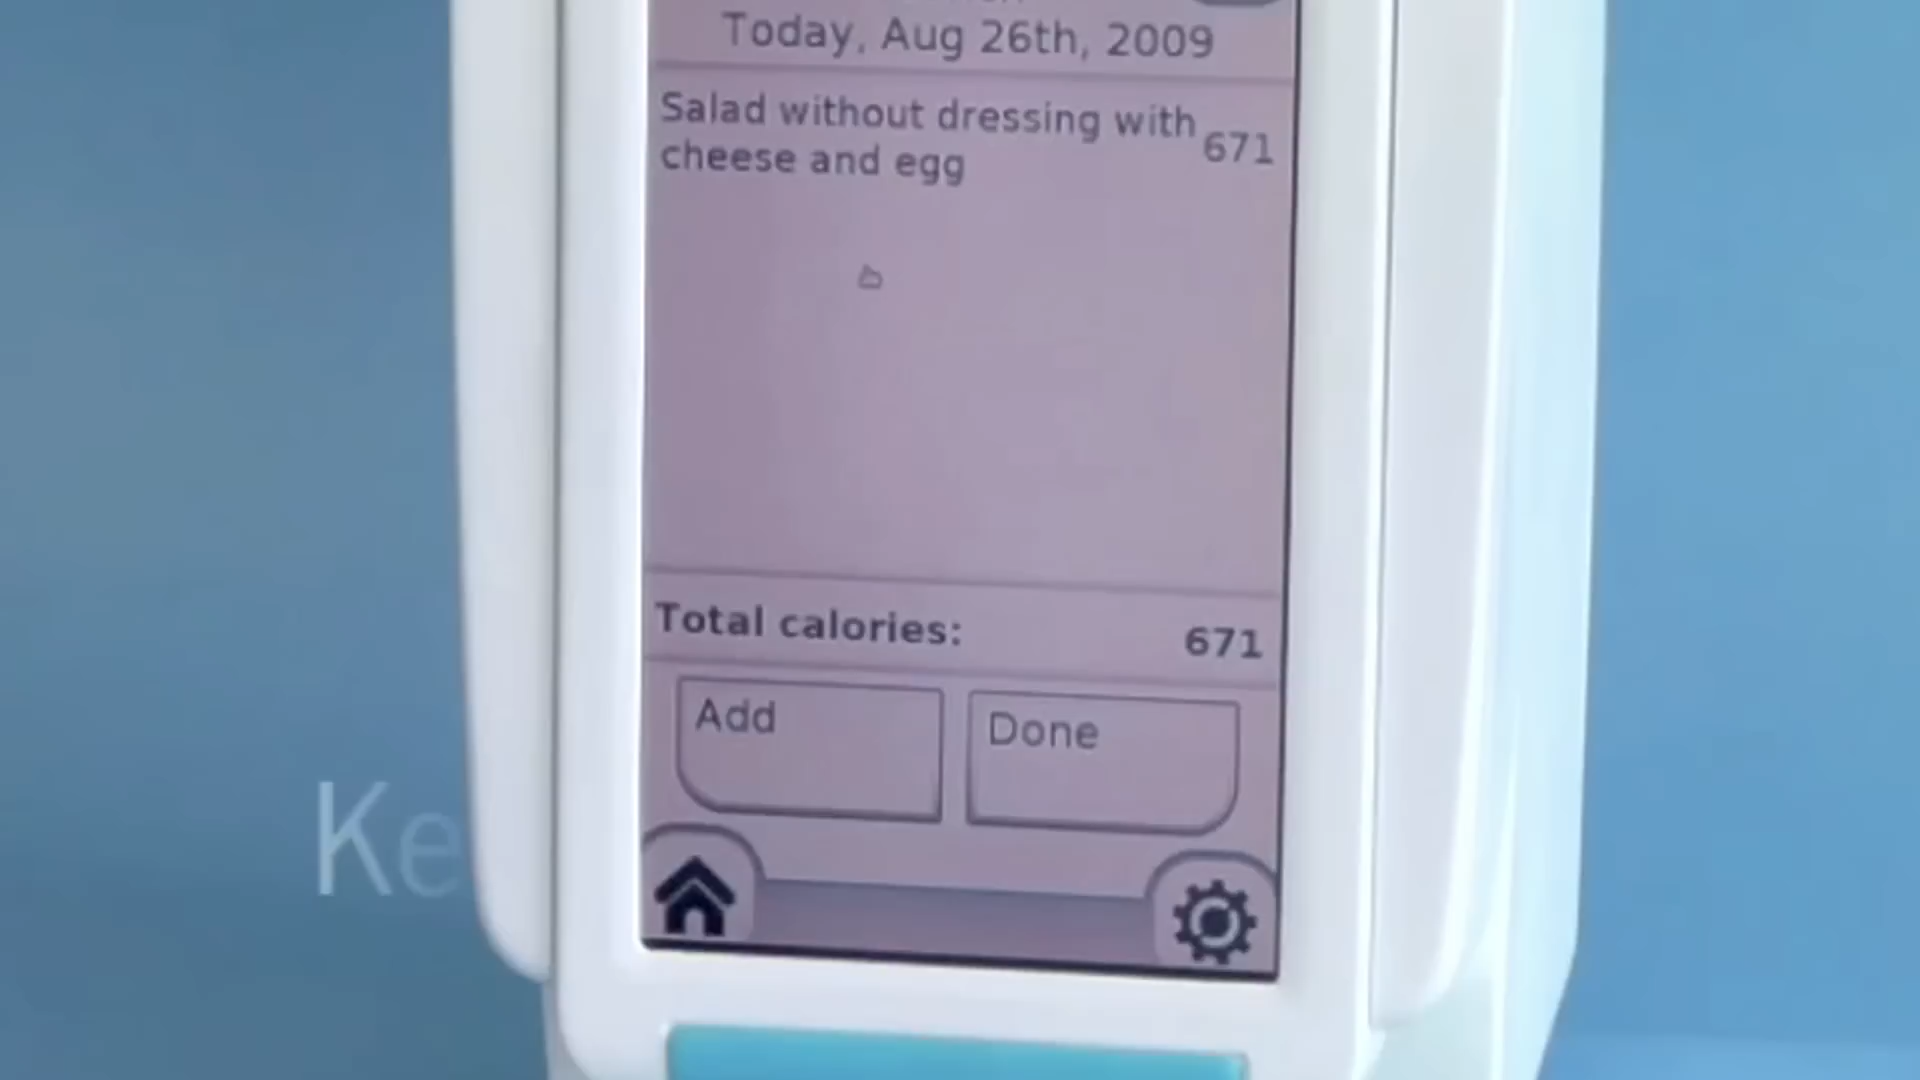 Today, Aug 26th, 2009
Salad without dressing with
cheese and egg
671
Total calories: 671
Add
Done
Ke